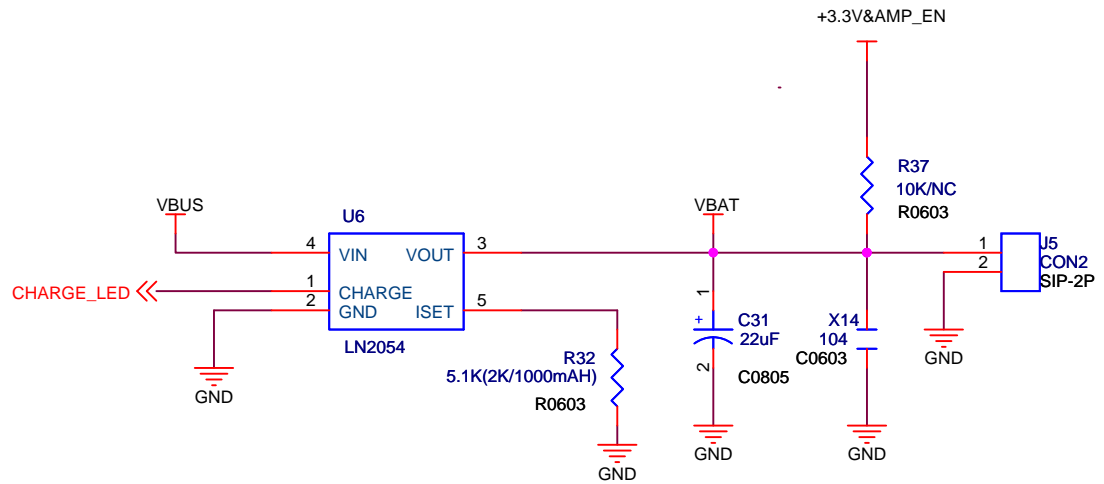 +3.3V&AMP_EN
R37
10K/NC
R0603
VBUS
U6
VBAT
4
VIN
VOUT
3
1
J5
2
CON2
SIP-2P
CHARGE_LED
1
CHARGE
2
GND
ISET
5
LN2054
1
+
C31
22uF
2
C0805
X14
104
C0603
R32
5.1K(2K/1000mAH)
R0603
GND
GND
GND
GND
GND